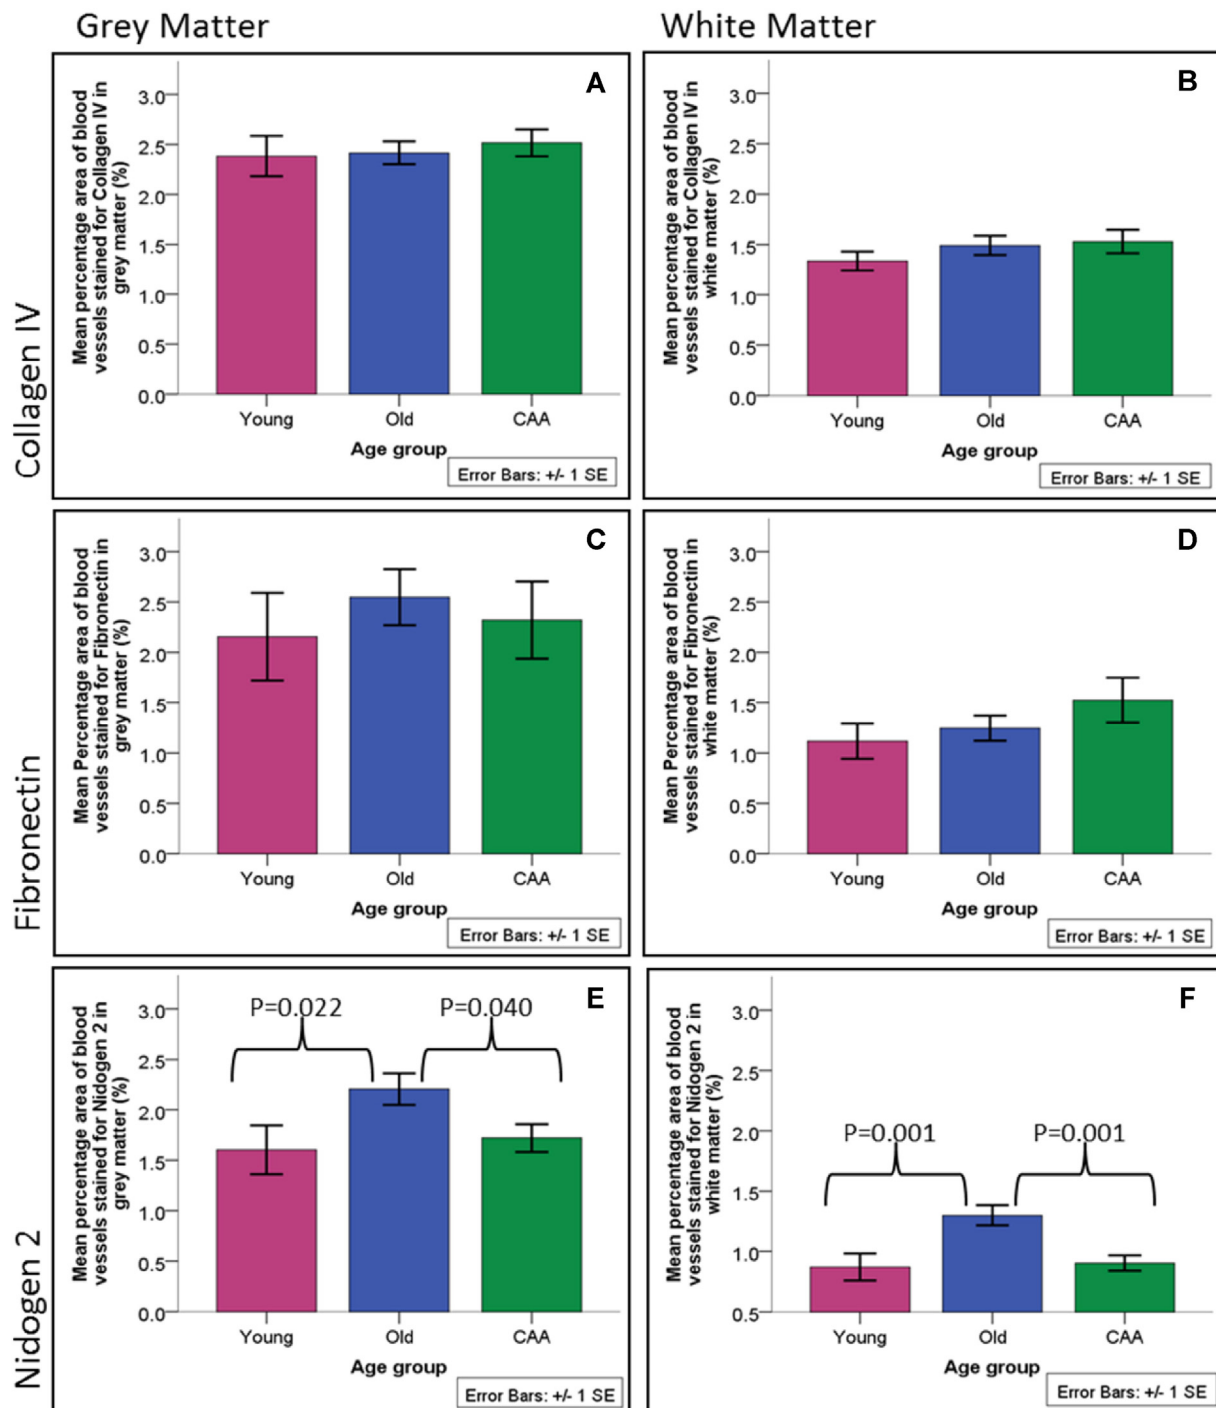 Grey Matter
White Matter
Collagen IV
A
Mean percentage area of blood
vessels stained for Collagen IV in
grey matter (%)
3.0
2.5
2.0
1.5
1.0
0.5
0.0
Young Old CAA
Age group
Error Bars: +/- 1 SE
B
Mean percentage area of blood
vessels stained for Collagen IV in
white matter (%)
3.0
2.5
2.0
1.5
1.0
0.5
0.0
Young Old CAA
Age group
Error Bars: +/- 1 SE
Fibronectin
C
Mean Percentage area of blood
vessels stained for Fibronectin in
grey matter (%)
3.0
2.5
2.0
1.5
1.0
0.5
0.0
Young Old CAA
Age group
Error Bars: +/- 1 SE
D
Mean Percentage area of blood
vessels stained for Fibronectin in
white matter (%)
3.0
2.5
2.0
1.5
1.0
0.5
0.0
Young Old CAA
Age group
Error Bars: +/- 1 SE
Nidogen 2
E
Mean percentage area of blood
vessels stained for Nidogen 2 in
grey matter (%)
P=0.022 P=0.040
3.0
2.5
2.0
1.5
1.0
0.5
0.0
Young Old CAA
Age group
Error Bars: +/- 1 SE
F
Mean percentage area of blood
vessels stained for Nidogen 2 in
white matter (%)
3.0
2.5
2.0
P=0.001 P=0.001
1.5
1.0
0.5
Young Old CAA
Age group
Error Bars: +/- 1 SE